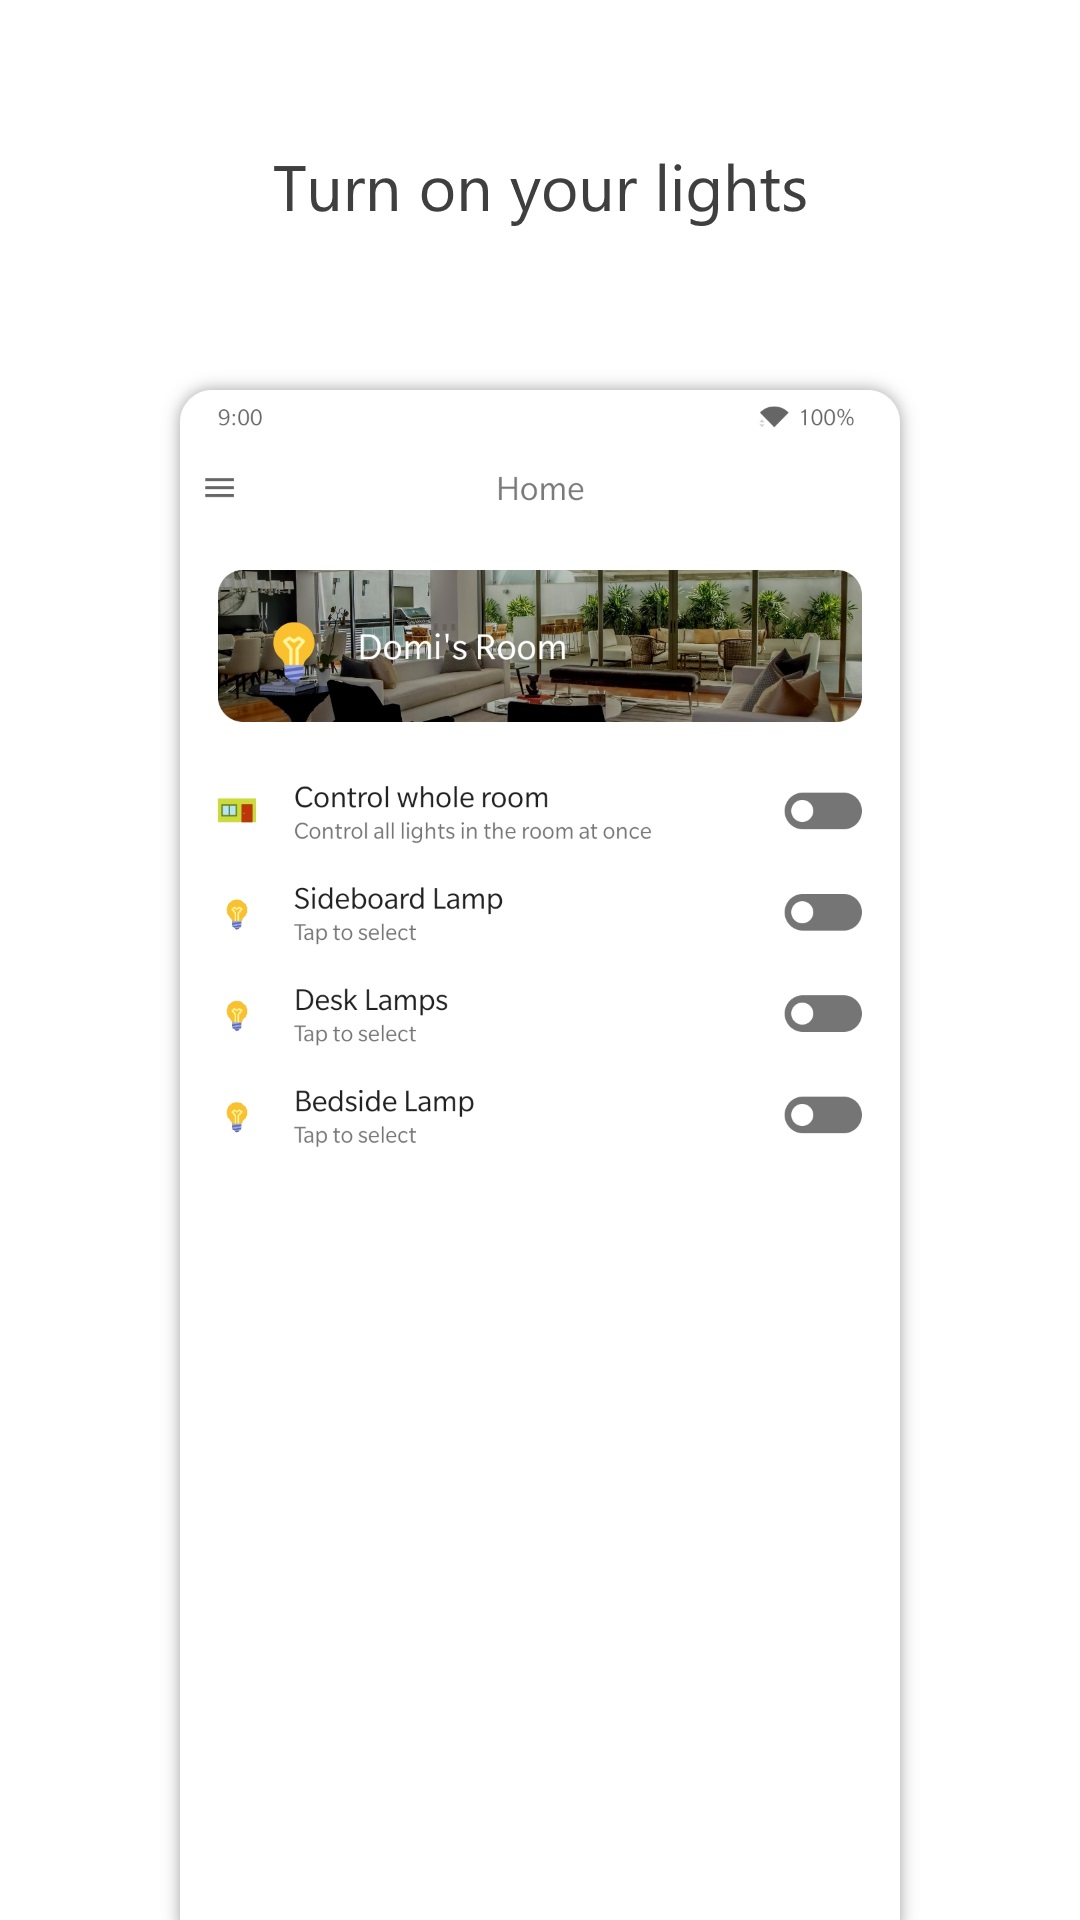 Turn on your lights
9:00 100%
Home
Domi's Room
Control whole room
Control all lights in the room at once
Sideboard Lamp
Tap to select
Desk Lamps
Tap to select
Bedside Lamp
Tap to select